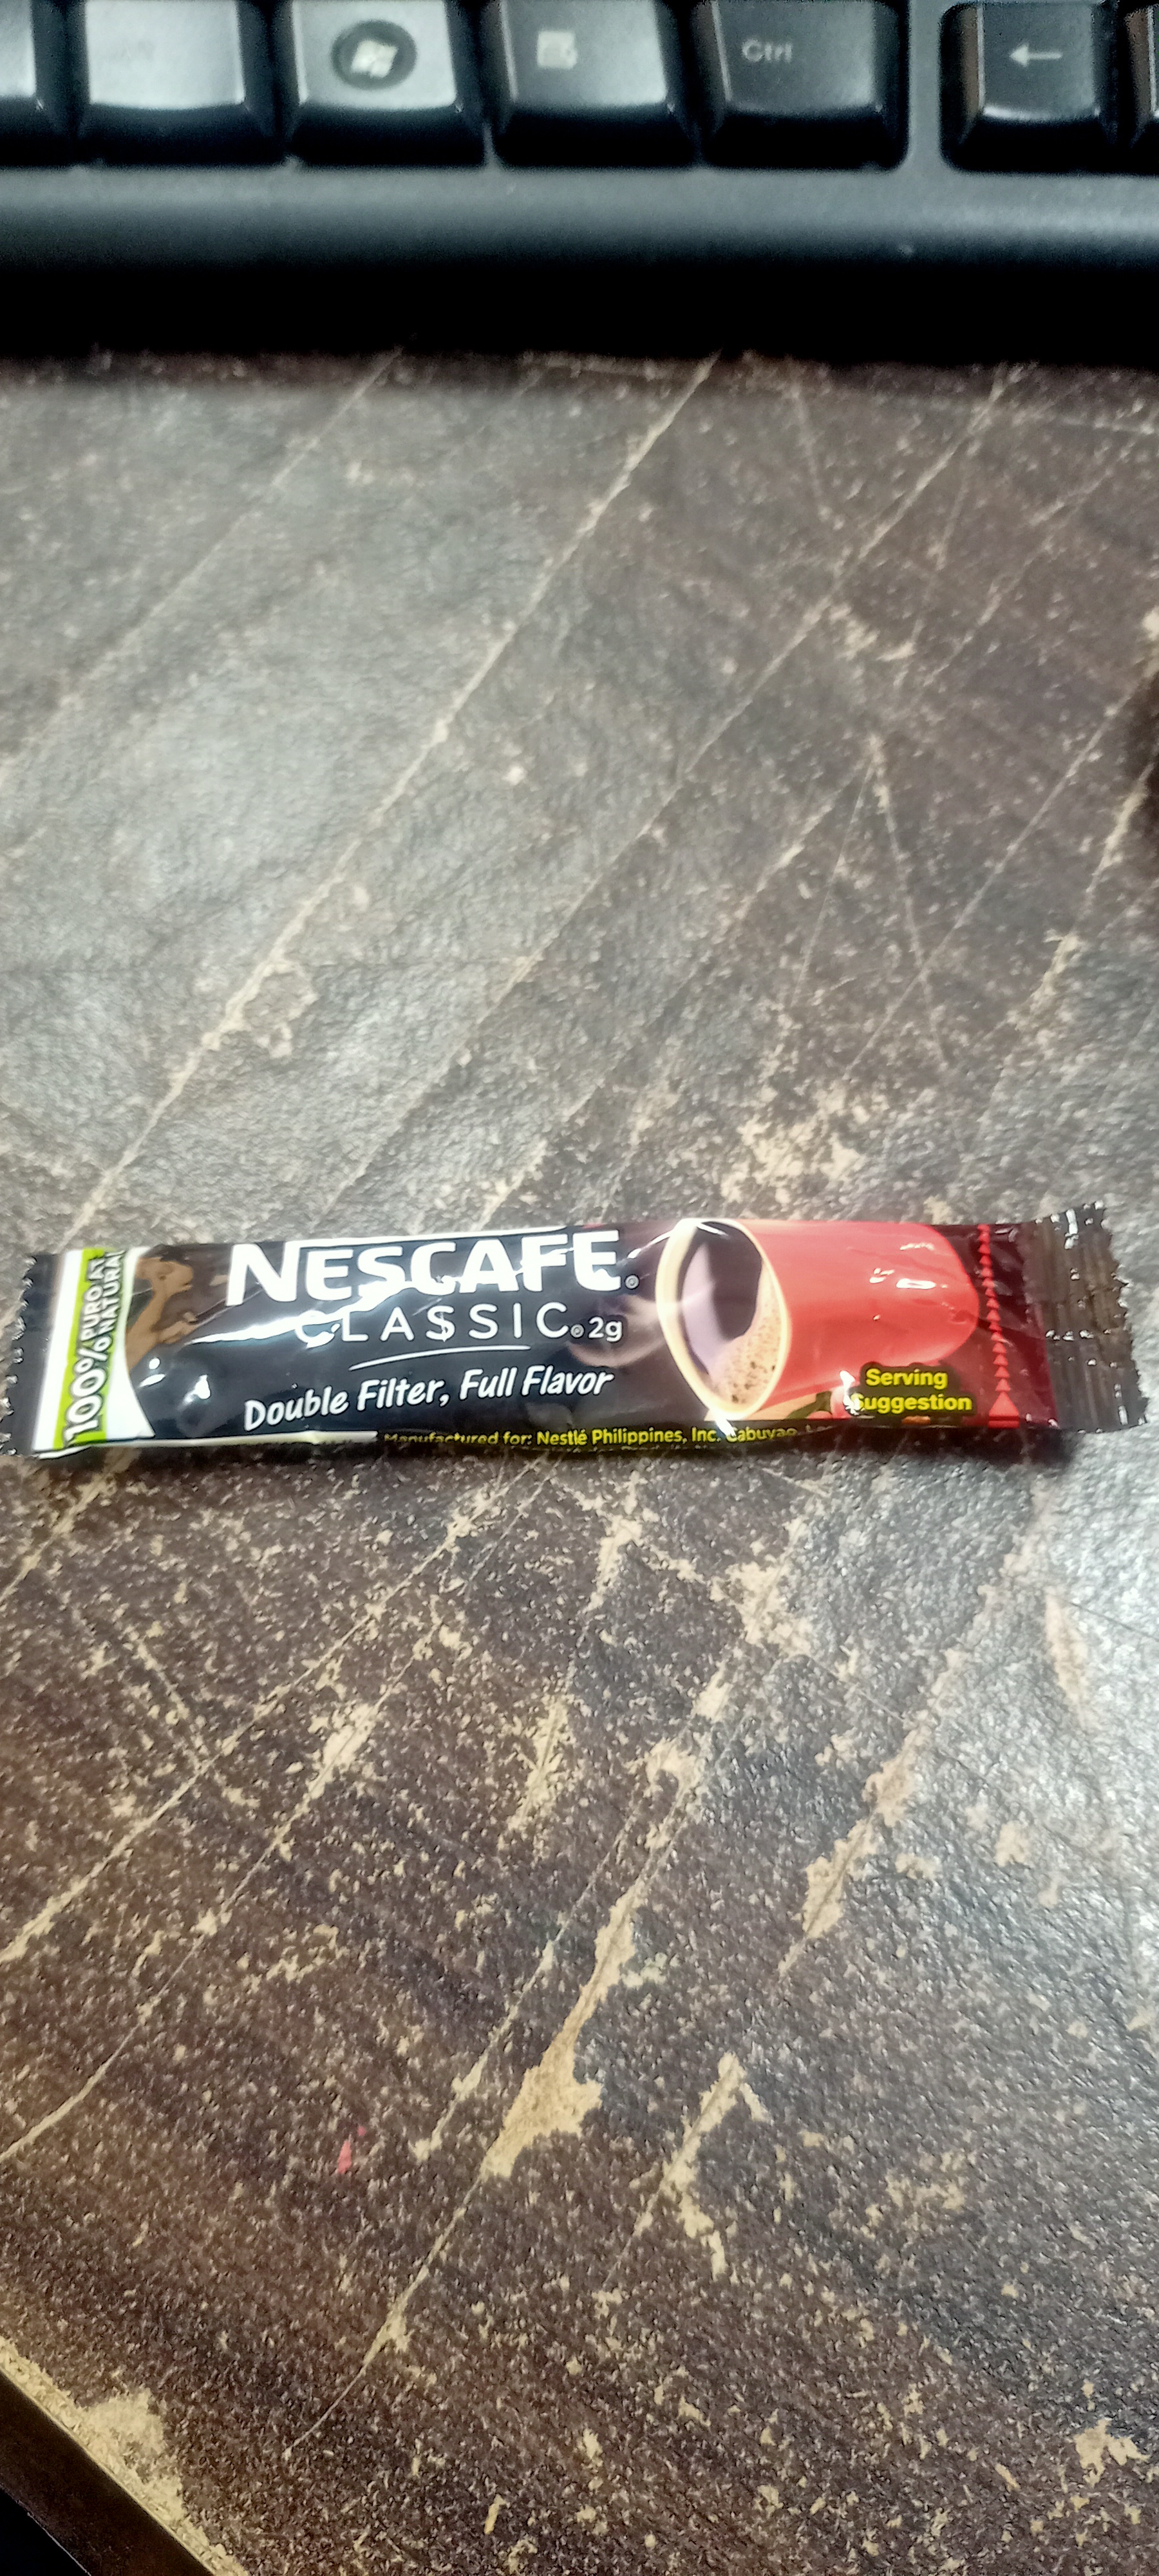 Ctrl
←
100% PURO AT
NATURAL
NESCAFÉ®
CLASSIC® 2g
Double Filter, Full Flavor
Serving
Suggestion
Manufactured for: Nestlé Philippines, Inc. Cabuyao